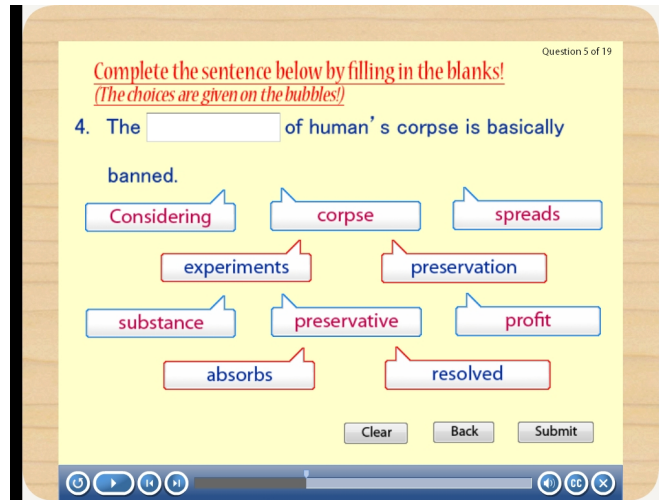 Question 5 of 19
Complete the sentence below by filling in the blanks!
(The choices are given on the bubbles!)
4. The of human's corpse is basically
banned.
Considering corpse spreads
experiments preservation
substance preservative profit
absorbs resolved
Clear Back Submit
CC